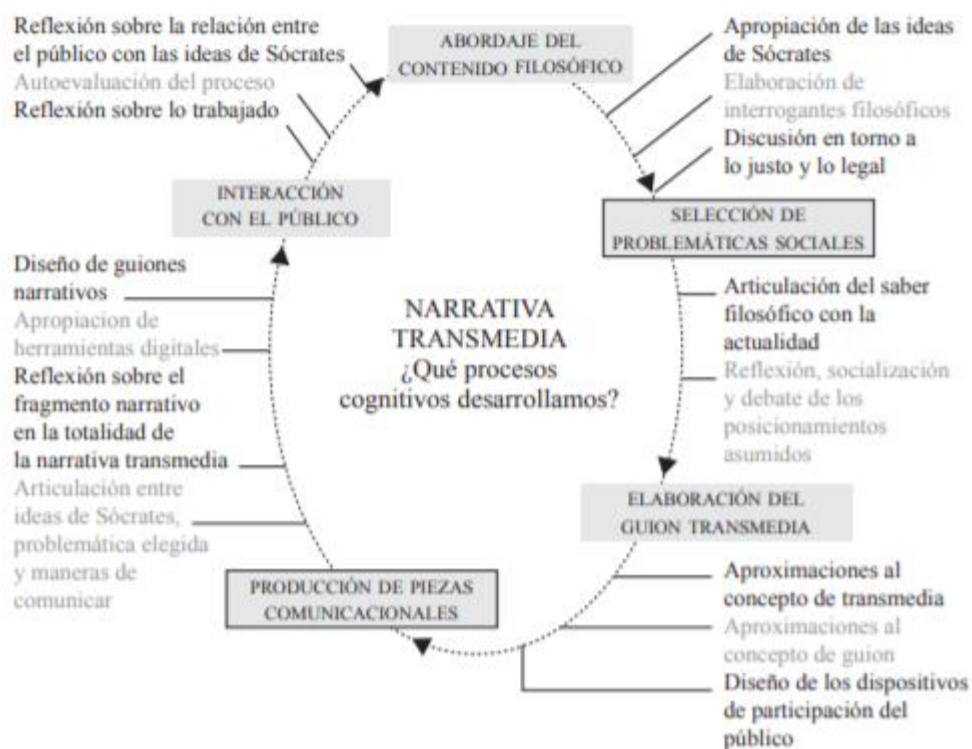 Reflexión sobre la relación entre
el público con las ideas de Sócrates
Autoevaluación del proceso
Reflexión sobre lo trabajado
ABORDAJE DEL
CONTENIDO FILOSÓFICO
Apropiación de las ideas
de Sócrates
Elaboración de
interrogantes filosóficos
Discusión en torno a
lo justo y lo legal
INTERACCIÓN
CON EL PÚBLICO
SELECCIÓN DE
PROBLEMÁTICAS SOCIALES
Diseño de guiones
narrativos
Apropiacion de
herramientas digitales
Reflexión sobre el
fragmento narrativo
en la totalidad de
la narrativa transmedia
Articulación entre
ideas de Sócrates,
problemática elegida
y maneras de
comunicar
NARRATIVA
TRANSMEDIA
¿Qué procesos
cognitivos desarrollamos?
Articulación del saber
filosófico con la
actualidad
Reflexión, socialización
y debate de los
posicionamientos
asumidos
ELABORACIÓN DEL
GUION TRANSMEDIA
PRODUCCIÓN DE PIEZAS
COMUNICACIONALES
Aproximaciones al
concepto de transmedia
Aproximaciones al
concepto de guion
Diseño de los dispositivos
de participación del
público